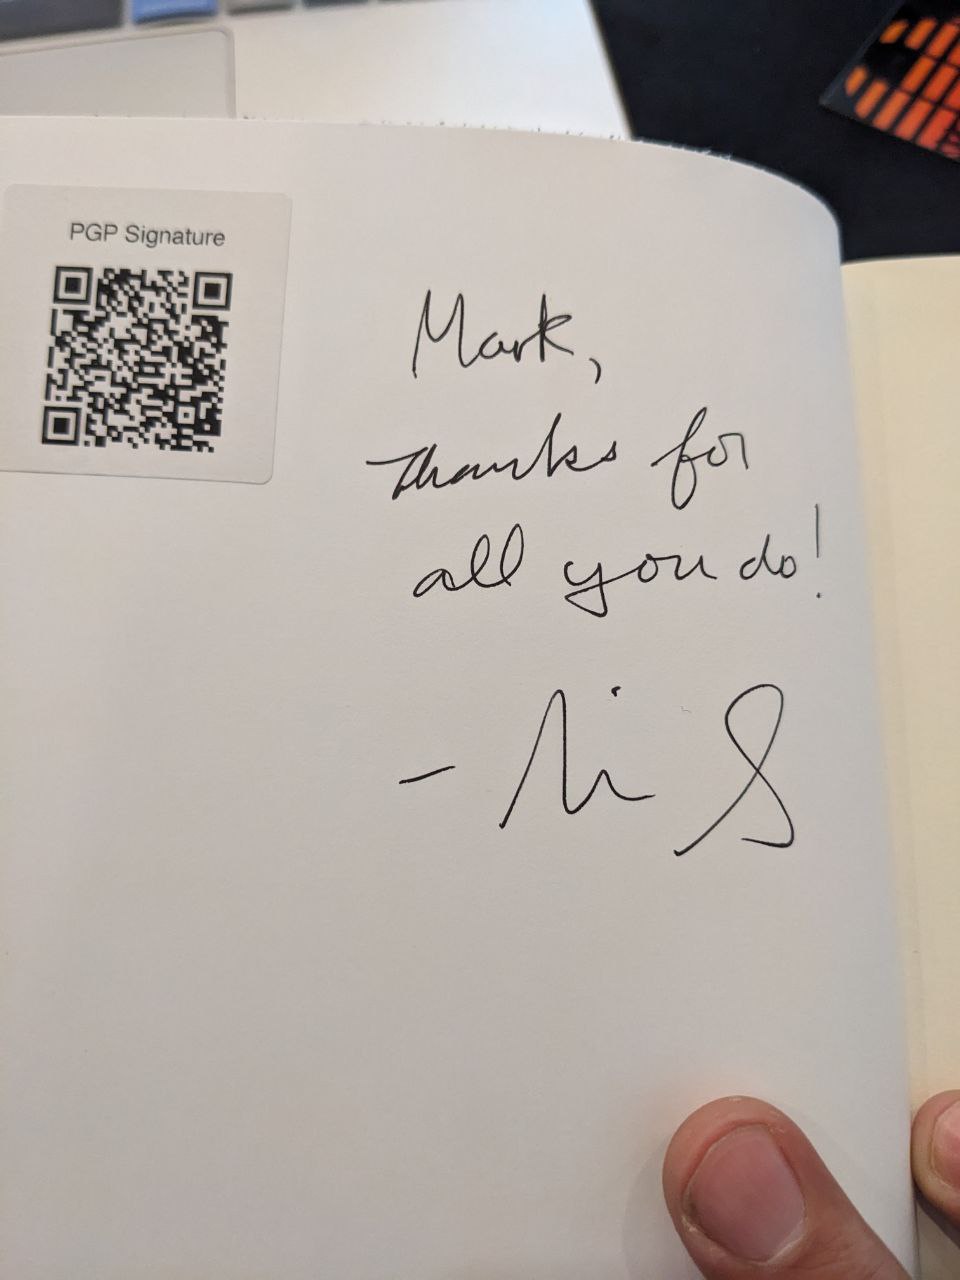 PGP Signature
Mark,
Thanks for
all you do!